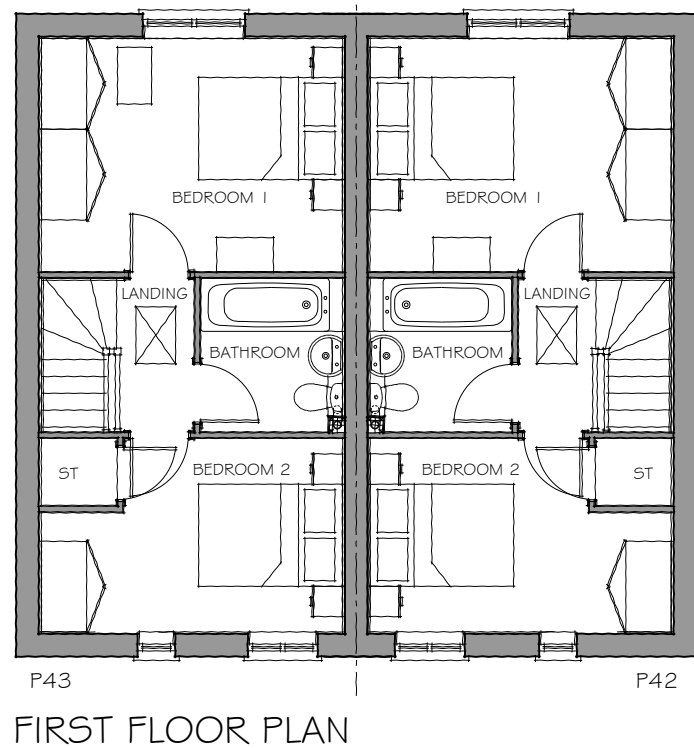 BEDROOM 1 BEDROOM 1
LANDING LANDING
BATHROOM BATHROOM
BEDROOM 2 BEDROOM 2
ST ST
P43 P42
FIRST FLOOR PLAN